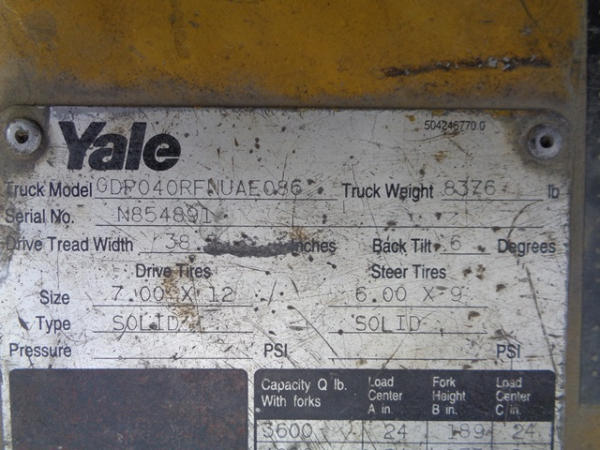 504246770 0
Yale
Truck Model GDP040RFNUAE086 Truck Weight 8376 lb
Serial No. N854891
Drive Tread Width 38 Inches Back Tilt 6 Degrees
Drive Tires Steer Tires
Size 7.00 X 12 6.00 X 9
Type SOLID SOLID
Pressure PSI PSI
Capacity Q lb. With forks Load Center A in. Fork Height B in. Load Center C in.
3600 24 189 24